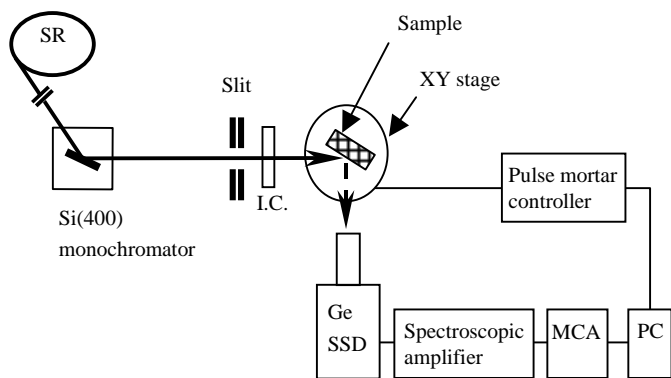 SR
Sample
XY stage
Slit
I.C.
Si(400)
monochromator
Pulse mortar
controller
Ge
SSD
Spectroscopic
amplifier
MCA
PC